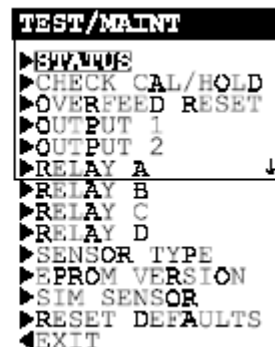 TEST/MAINT
STATUS
CHECK CAL/HOLD
OVERFEED RESET
OUTPUT 1
OUTPUT 2
RELAY A
RELAY B
RELAY C
RELAY D
SENSOR TYPE
EPROM VERSION
SIM SENSOR
RESET DEFAULTS
EXIT